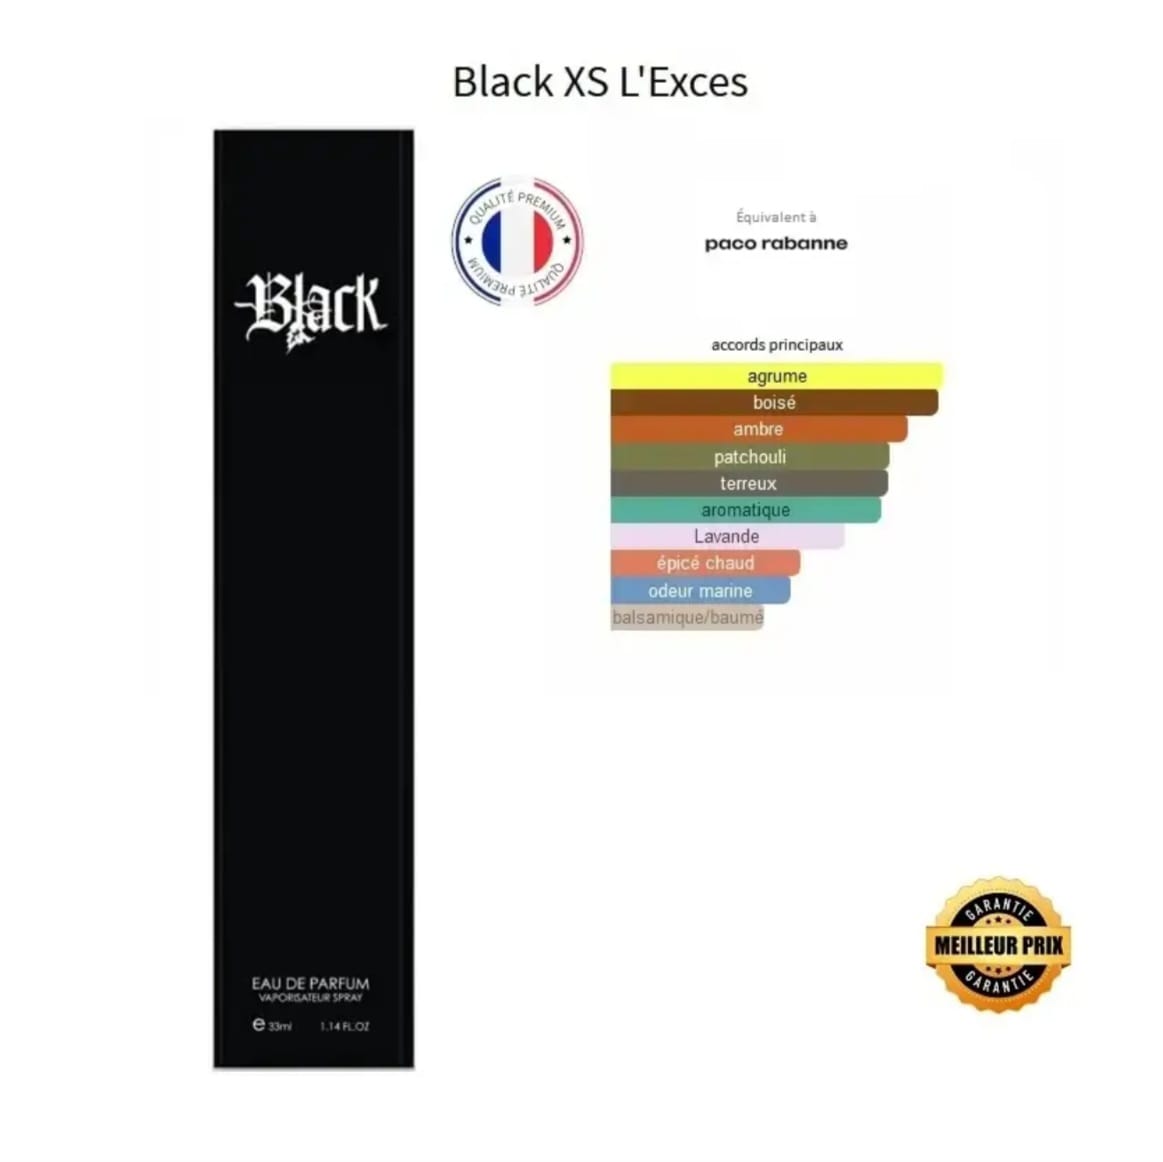 Black XS L'Exces
QUALITÉ PREMIUM
QUALITÉ PREMIUM
Équivalent à
paco rabanne
Black
accords principaux
agrume
boisé
ambre
patchouli
terreux
aromatique
Lavande
épicé chaud
odeur marine
balsamique/baumé
GARANTIE
MEILLEUR PRIX
GARANTIE
EAU DE PARFUM
VAPORISATEUR SPRAY
e 33ml 1.14 FL.OZ